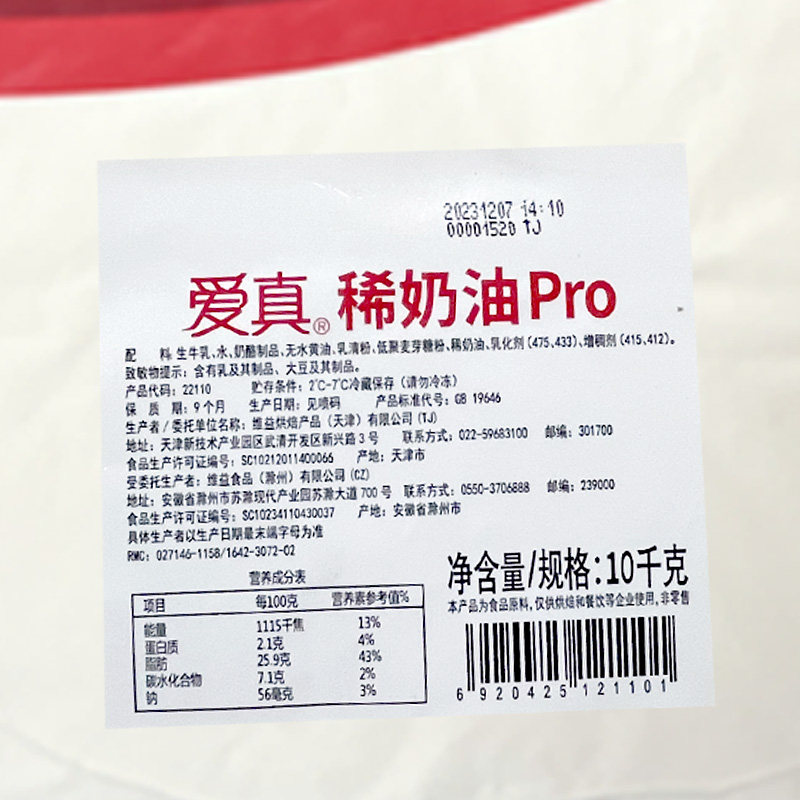 20231207 14:10
00001520 TJ
爱真® 稀奶油Pro
配　料:生牛乳、水、奶酪制品、无水黄油、乳清粉、低聚麦芽糖粉、稀奶油、乳化剂(475,433)、增稠剂(415,412)。
致敏物提示：含有乳及其制品、大豆及其制品。
产品代码：22110　贮存条件：2℃-7℃冷藏保存（请勿冷冻）
保 质 期：9个月　生产日期：见喷码　产品标准代号：GB 19646
生产者/委托单位名称：维益烘焙产品（天津）有限公司(TJ)
地址：天津新技术产业园区武清开发区新兴路3号　联系方式：022-59683100　邮编：301700
食品生产许可证编号：SC10212011400066　产地：天津市
受委托生产者：维益食品（滁州）有限公司(CZ)
地址：安徽省滁州市苏滁现代产业园苏滁大道700号　联系方式：0550-3706888　邮编：239000
食品生产许可证编号：SC10234110430037　产地：安徽省滁州市
具体生产者以生产日期最末端字母为准
RMC：027146-1158/1642-3072-02
营养成分表
项目　每100克　营养素参考值%
能量　1115千焦　13%
蛋白质　2.1克　4%
脂肪　25.9克　43%
碳水化合物　7.1克　2%
钠　56毫克　3%
净含量/规格:10千克
本产品为食品原料，仅供烘焙和餐饮等企业使用，非零售
6 920425 121101